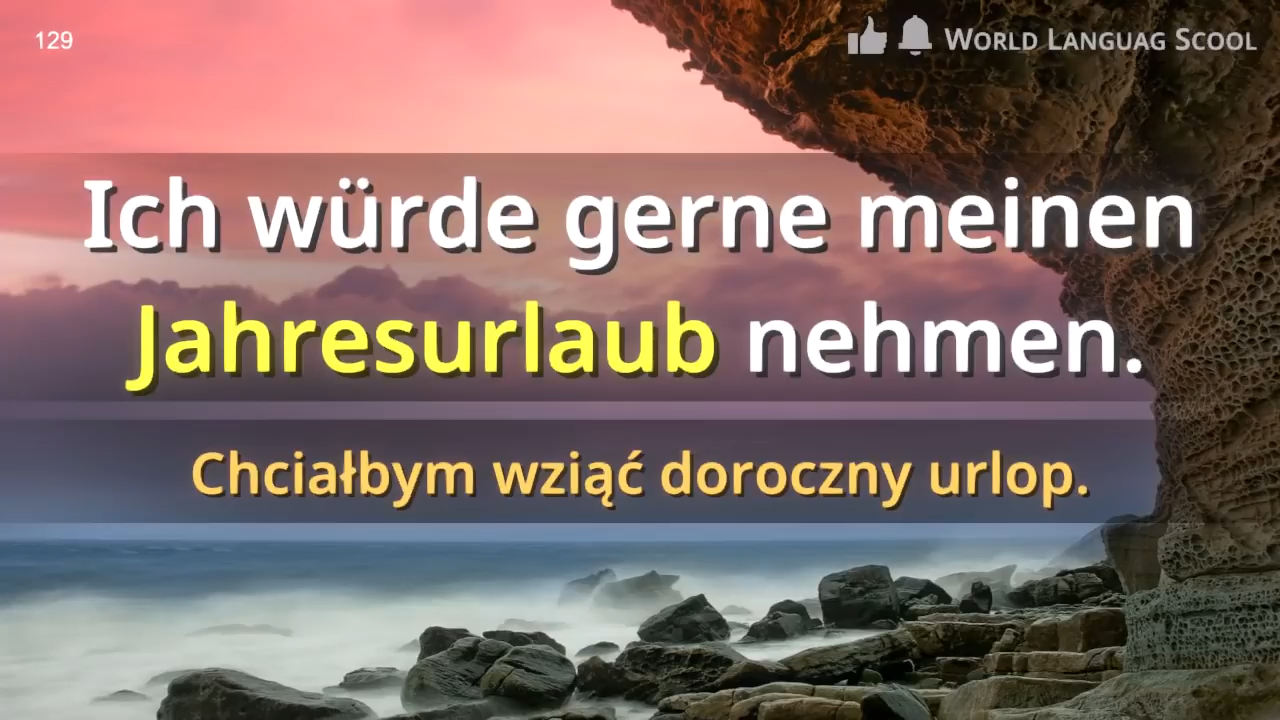 129
World Languag Scool
Ich würde gerne meinen
Jahresurlaub nehmen.
Chciałbym wziąć doroczny urlop.